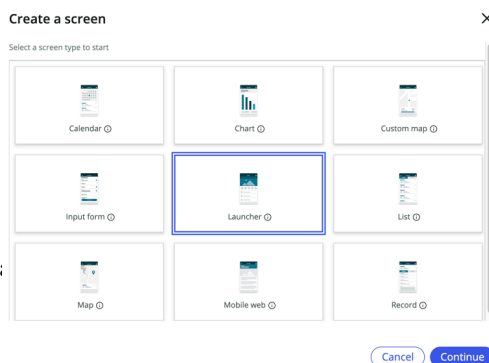 Create a screen
Select a screen type to start
Calendar
Chart
Custom map
Input form
Launcher
List
Map
Mobile web
Record
Cancel
Continue